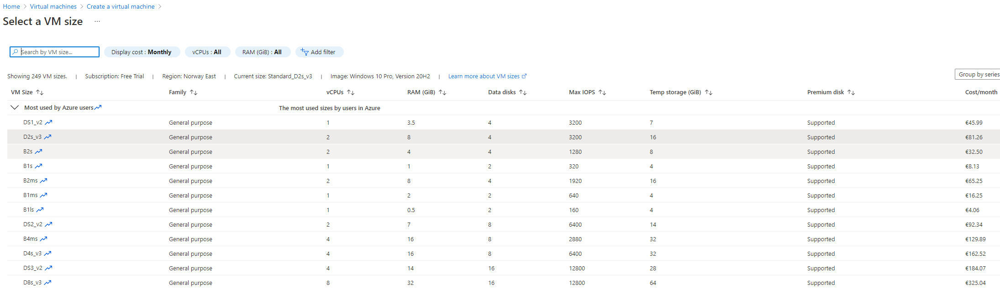 Home > Virtual machines > Create a virtual machine >
Select a VM size ...
Search by VM size... Display cost : Monthly vCPUs : All RAM (GiB) : All Add filter
Showing 249 VM sizes. | Subscription: Free Trial | Region: Norway East | Current size: Standard_D2s_v3 | Image: Windows 10 Pro, Version 20H2 | Learn more about VM sizes Group by series
VM Size ↑↓ Family ↑↓ vCPUs ↑↓ RAM (GiB) ↑↓ Data disks ↑↓ Max IOPS ↑↓ Temp storage (GiB) ↑↓ Premium disk ↑↓ Cost/month
Most used by Azure users The most used sizes by users in Azure
DS1_v2 General purpose 1 3.5 4 3200 7 Supported €45.99
D2s_v3 General purpose 2 8 4 3200 16 Supported €81.26
B2s General purpose 2 4 4 1280 8 Supported €32.50
B1s General purpose 1 1 2 320 4 Supported €8.13
B2ms General purpose 2 8 4 1920 16 Supported €65.25
B1ms General purpose 1 2 2 640 4 Supported €16.25
B1ls General purpose 1 0.5 2 160 4 Supported €4.06
DS2_v2 General purpose 2 7 8 6400 14 Supported €92.34
B4ms General purpose 4 16 8 2880 32 Supported €129.89
D4s_v3 General purpose 4 16 8 6400 32 Supported €162.52
DS3_v2 General purpose 4 14 16 12800 28 Supported €184.07
D8s_v3 General purpose 8 32 16 12800 64 Supported €325.04